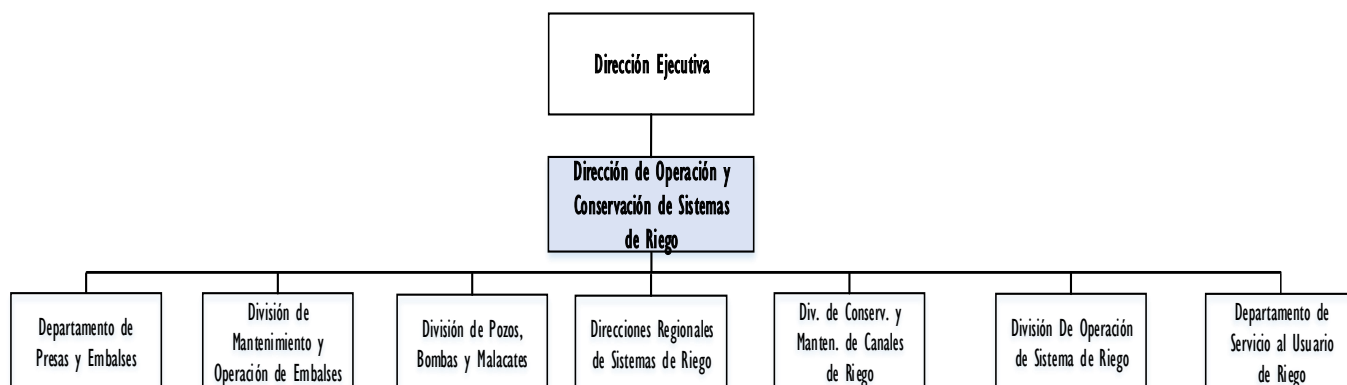 Dirección Ejecutiva
Dirección de Operación y
Conservación de Sistemas
de Riego
Departamento de
Presas y Embalses
División de
Mantenimiento y
Operación de Embalses
División de Pozos,
Bombas y Malacates
Direcciones Regionales
de Sistemas de Riego
Div. de Conserv. y
Manten. de Canales
de Riego
División De Operación
de Sistema de Riego
Departamento de
Servicio al Usuario
de Riego